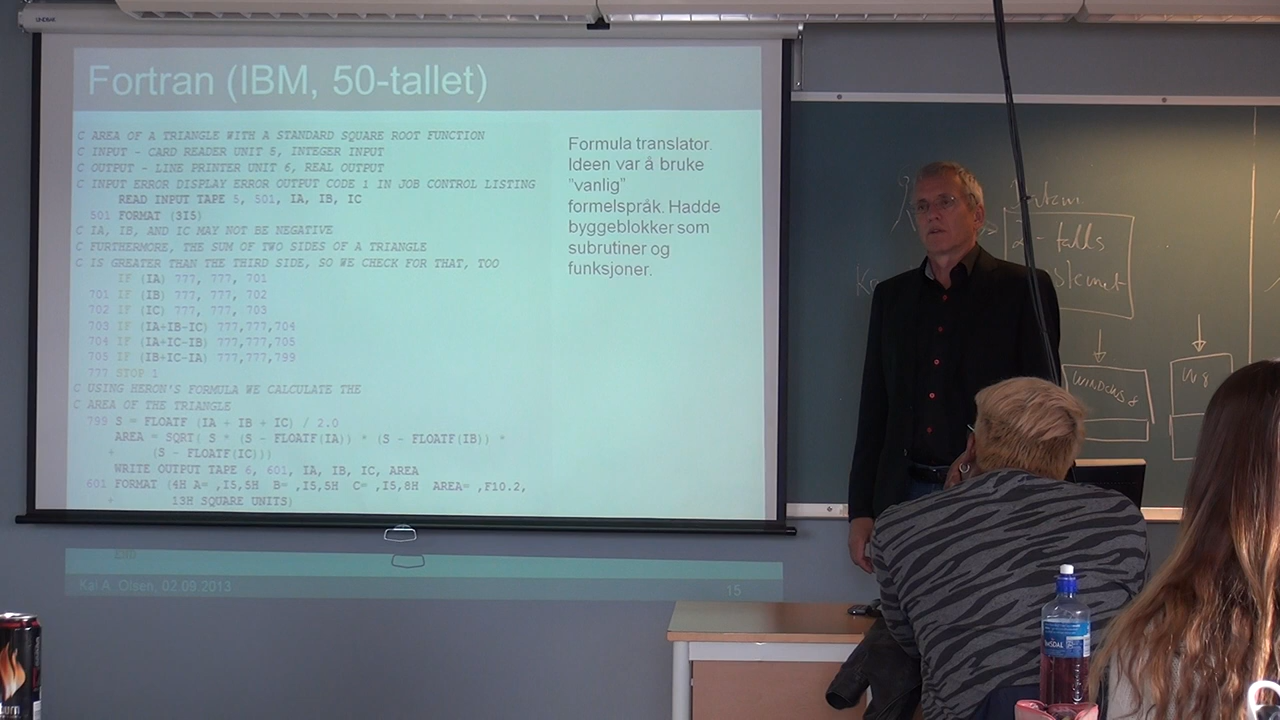 Fortran (IBM, 50-tallet)
C AREA OF A TRIANGLE WITH A STANDARD SQUARE ROOT FUNCTION
C INPUT - CARD READER UNIT 5, INTEGER INPUT
C OUTPUT - LINE PRINTER UNIT 6, REAL OUTPUT
C INPUT ERROR DISPLAY ERROR OUTPUT CODE 1 IN JOB CONTROL LISTING
READ INPUT TAPE 5, 501, IA, IB, IC
501 FORMAT (3I5)
C IA, IB, AND IC MAY NOT BE NEGATIVE
C FURTHERMORE, THE SUM OF TWO SIDES OF A TRIANGLE
C IS GREATER THAN THE THIRD SIDE, SO WE CHECK FOR THAT, TOO
IF (IA) 777, 777, 701
701 IF (IB) 777, 777, 702
702 IF (IC) 777, 777, 703
703 IF (IA+IB-IC) 777,777,704
704 IF (IA+IC-IB) 777,777,705
705 IF (IB+IC-IA) 777,777,799
777 STOP 1
C USING HERON'S FORMULA WE CALCULATE THE
C AREA OF THE TRIANGLE
799 S = FLOATF (IA + IB + IC) / 2.0
AREA = SQRT( S * (S - FLOATF(IA)) * (S - FLOATF(IB)) *
+ (S - FLOATF(IC)))
WRITE OUTPUT TAPE 6, 601, IA, IB, IC, AREA
601 FORMAT (4H A= ,I5,5H B= ,I5,5H C= ,I5,8H AREA= ,F10.2,
+ 13H SQUARE UNITS)
END
Formula translator.
Ideen var å bruke
"vanlig"
formelspråk. Hadde
byggeblokker som
subrutiner og
funksjoner.
Kai A. Olsen, 02.09.2013
15
2-talls
WINDOWS 8
W8
burn